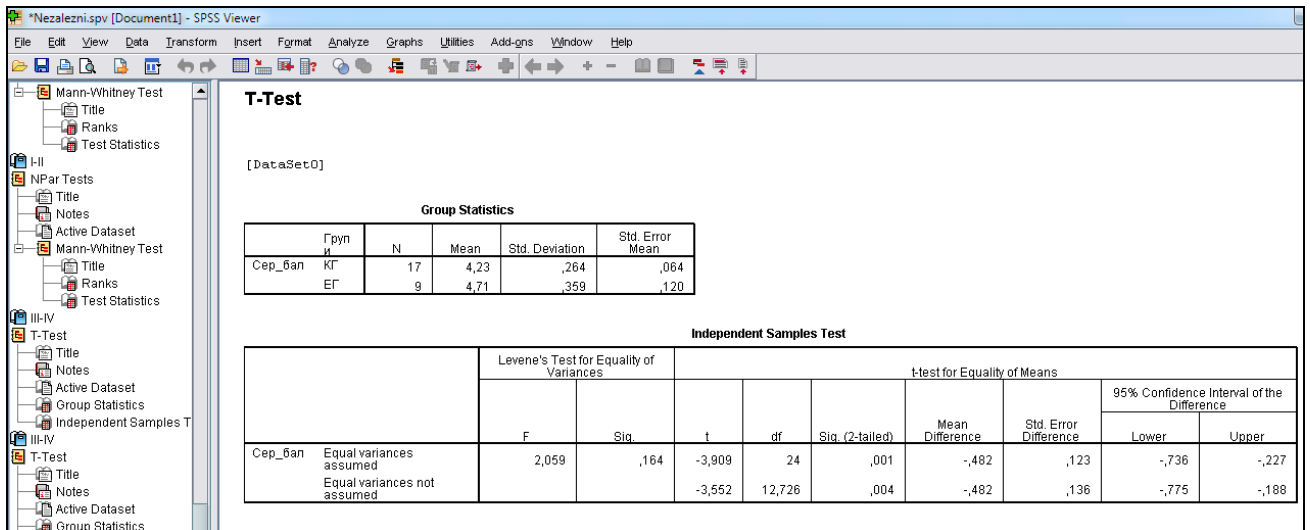 *Nezalezni.spv [Document1] - SPSS Viewer
File Edit View Data Transform Insert Format Analyze Graphs Utilities Add-ons Window Help
Mann-Whitney Test
Title
Ranks
Test Statistics
I-II
NPar Tests
Title
Notes
Active Dataset
Mann-Whitney Test
Title
Ranks
Test Statistics
III-IV
T-Test
Title
Notes
Active Dataset
Group Statistics
Independent Samples T
III-IV
T-Test
Title
Notes
Active Dataset
Group Statistics
T-Test
[DataSet0]
Group Statistics
Груп
и N Mean Std. Deviation Std. Error
Mean
Сер_бал КГ 17 4,23 ,264 ,064
ЕГ 9 4,71 ,359 ,120
Independent Samples Test
Levene's Test for Equality of
Variances
t-test for Equality of Means
95% Confidence Interval of the
Difference
F Sig. t df Sig. (2-tailed) Mean
Difference Std. Error
Difference Lower Upper
Сер_бал Equal variances
assumed 2,059 ,164 -3,909 24 ,001 -,482 ,123 -,736 -,227
Equal variances not
assumed -3,552 12,726 ,004 -,482 ,136 -,775 -,188